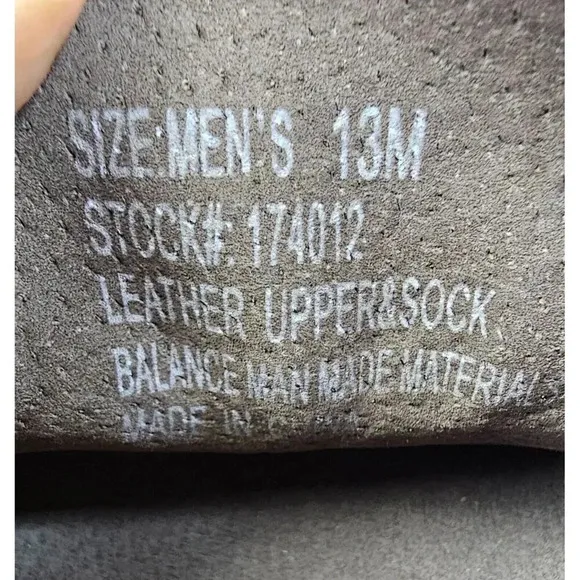 SIZE:MEN'S 13M
STOCK#: 174012
LEATHER UPPER&SOCK,
BALANCE MAN MADE MATERIAL
MADE IN